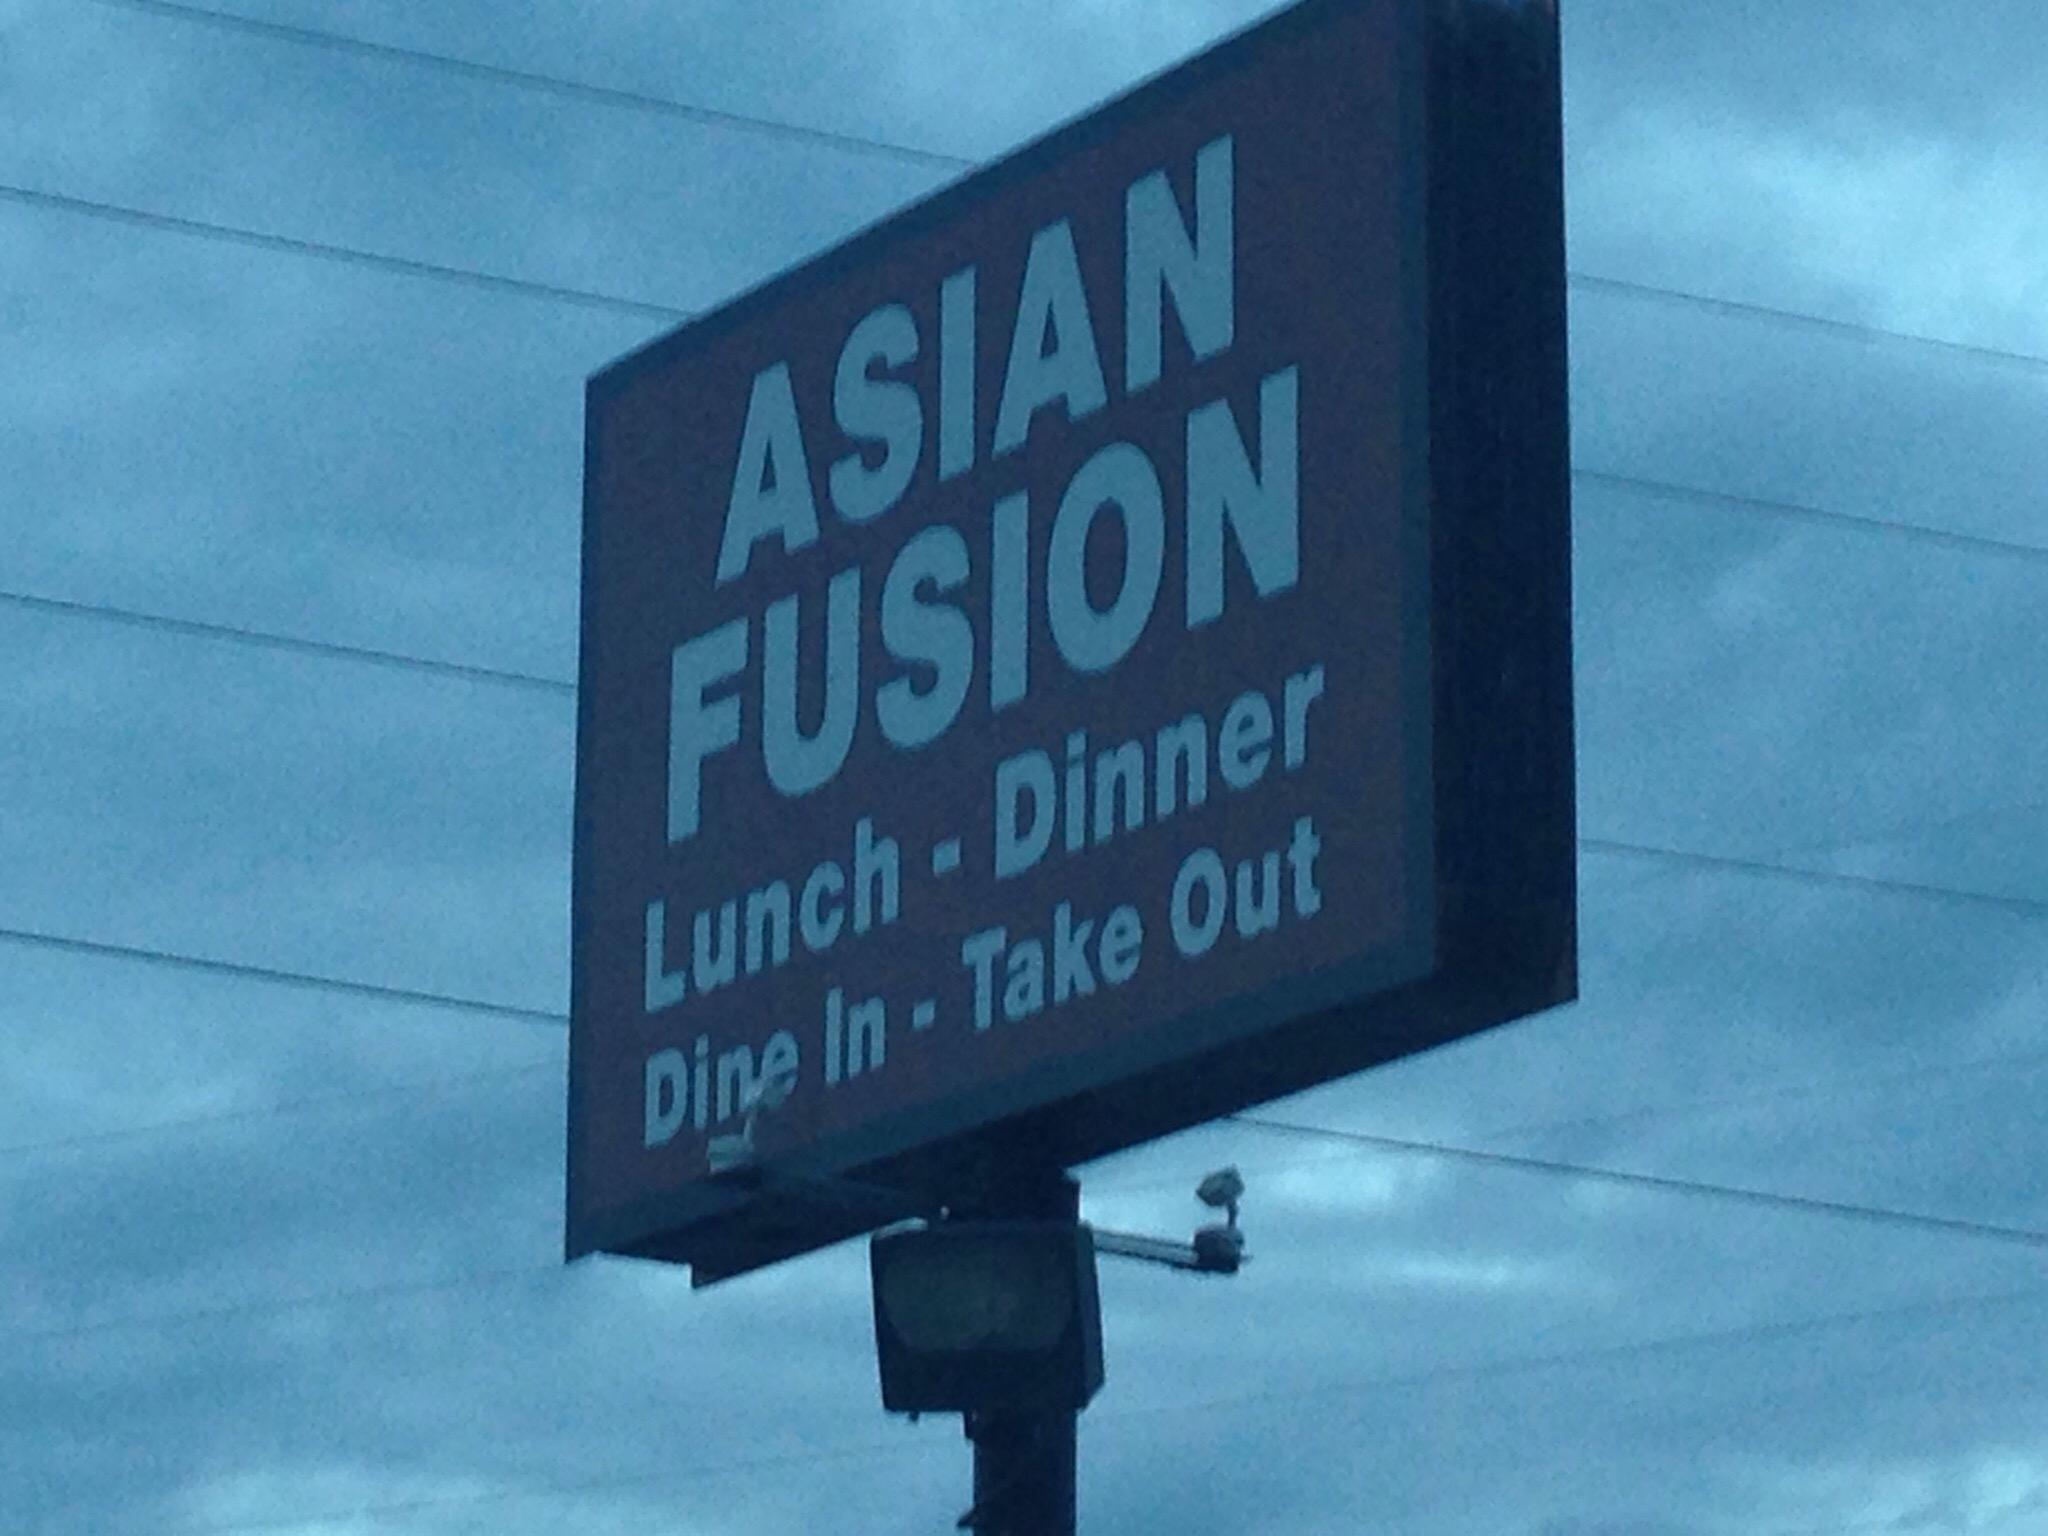 ASIAN
FUSION
Lunch - Dinner
Dine In - Take Out